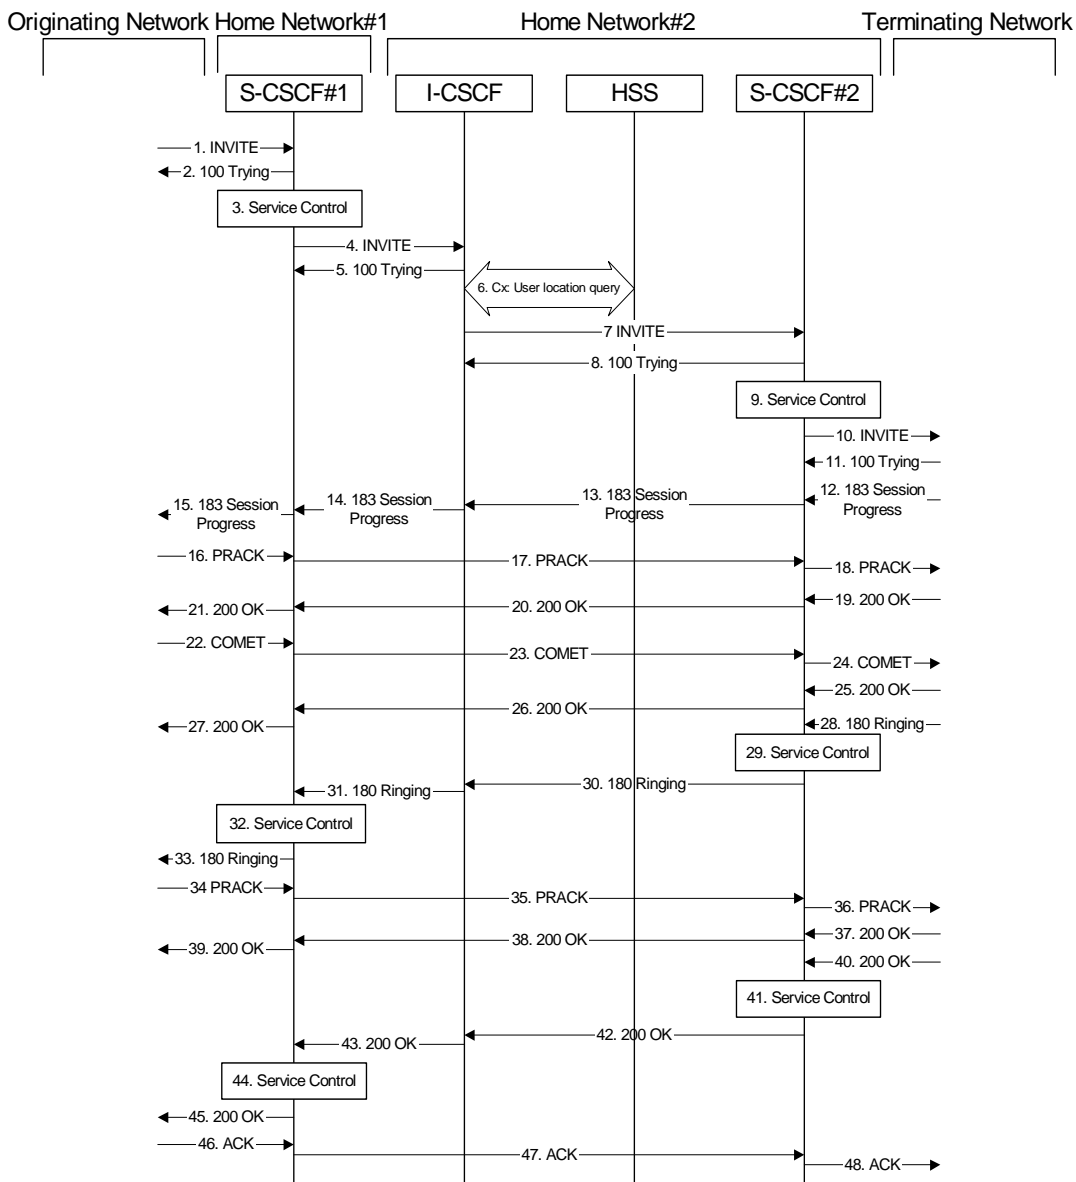 Originating Network Home Network#1 Home Network#2 Terminating Network
S-CSCF#1 I-CSCF HSS S-CSCF#2
1. INVITE
2. 100 Trying
3. Service Control
4. INVITE
5. 100 Trying
6. Cx: User location query
7 INVITE
8. 100 Trying
9. Service Control
10. INVITE
11. 100 Trying
12. 183 Session
Progress
13. 183 Session
Progress
14. 183 Session
Progress
15. 183 Session
Progress
16. PRACK
17. PRACK
18. PRACK
19. 200 OK
20. 200 OK
21. 200 OK
22. COMET
23. COMET
24. COMET
25. 200 OK
26. 200 OK
27. 200 OK
28. 180 Ringing
29. Service Control
30. 180 Ringing
31. 180 Ringing
32. Service Control
33. 180 Ringing
34 PRACK
35. PRACK
36. PRACK
37. 200 OK
38. 200 OK
39. 200 OK
40. 200 OK
41. Service Control
42. 200 OK
43. 200 OK
44. Service Control
45. 200 OK
46. ACK
47. ACK
48. ACK